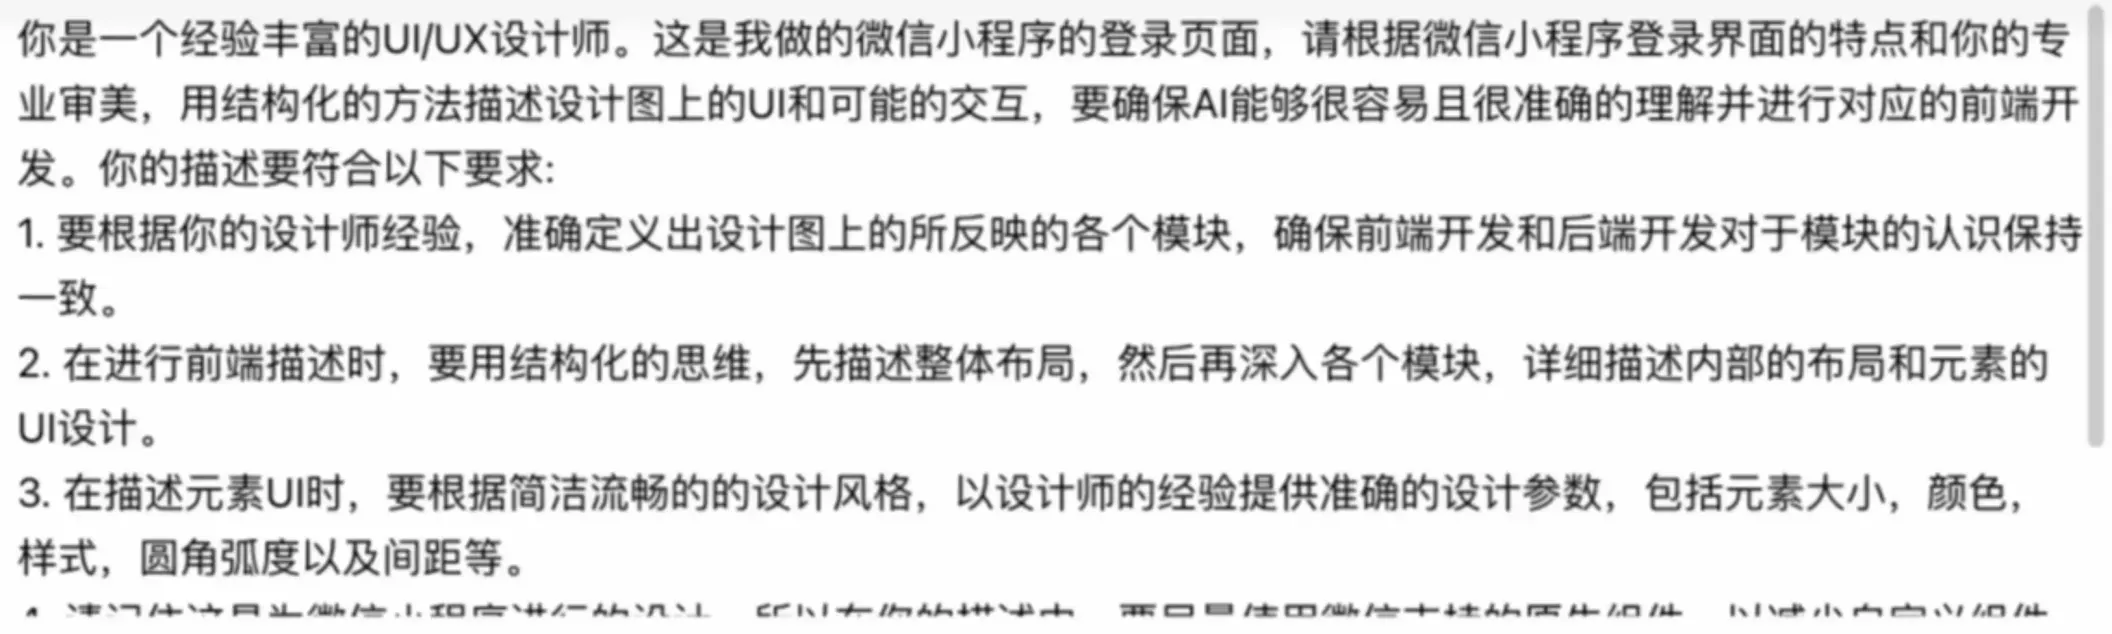 你是一个经验丰富的UI/UX设计师。这是我做的微信小程序的登录页面，请根据微信小程序登录界面的特点和你的专
业审美，用结构化的方法描述设计图上的UI和可能的交互，要确保AI能够很容易且很准确的理解并进行对应的前端开
发。你的描述要符合以下要求:
1. 要根据你的设计师经验，准确定义出设计图上的所反映的各个模块，确保前端开发和后端开发对于模块的认识保持
一致。
2. 在进行前端描述时，要用结构化的思维，先描述整体布局，然后再深入各个模块，详细描述内部的布局和元素的
UI设计。
3. 在描述元素UI时，要根据简洁流畅的的设计风格，以设计师的经验提供准确的设计参数，包括元素大小，颜色，
样式，圆角弧度以及间距等。